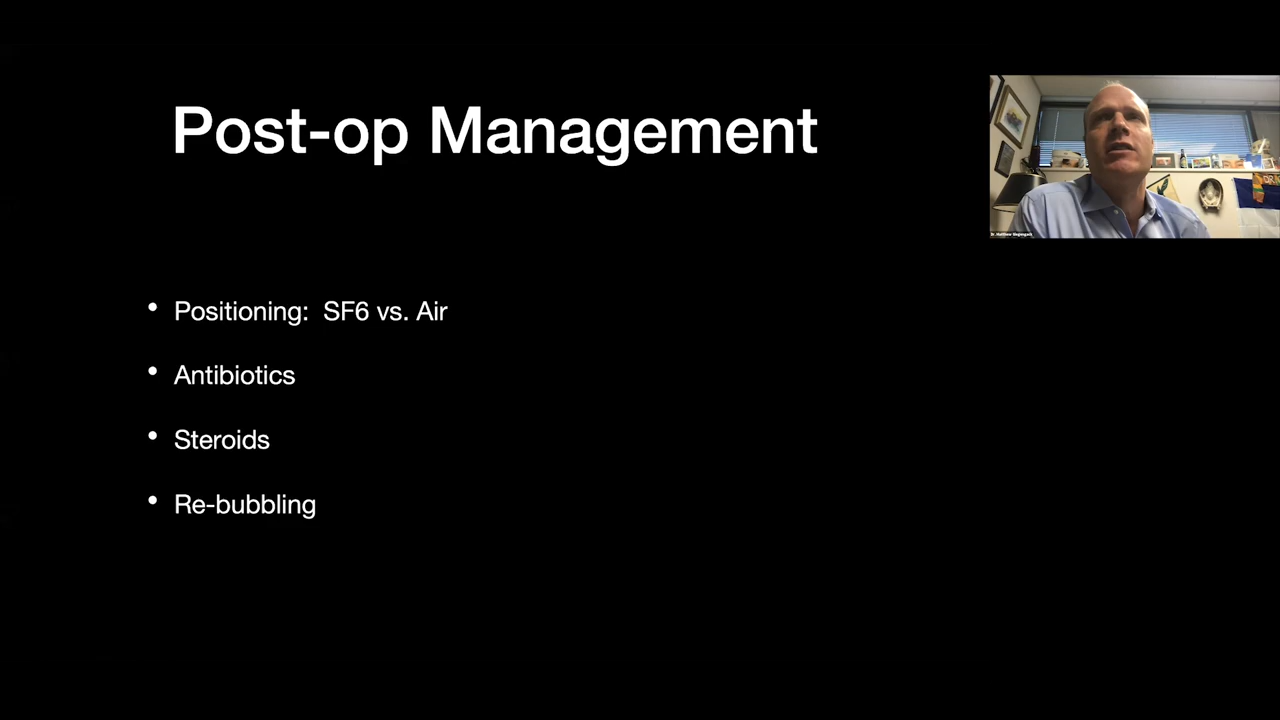 Post-op Management
• Positioning: SF6 vs. Air
• Antibiotics
• Steroids
• Re-bubbling